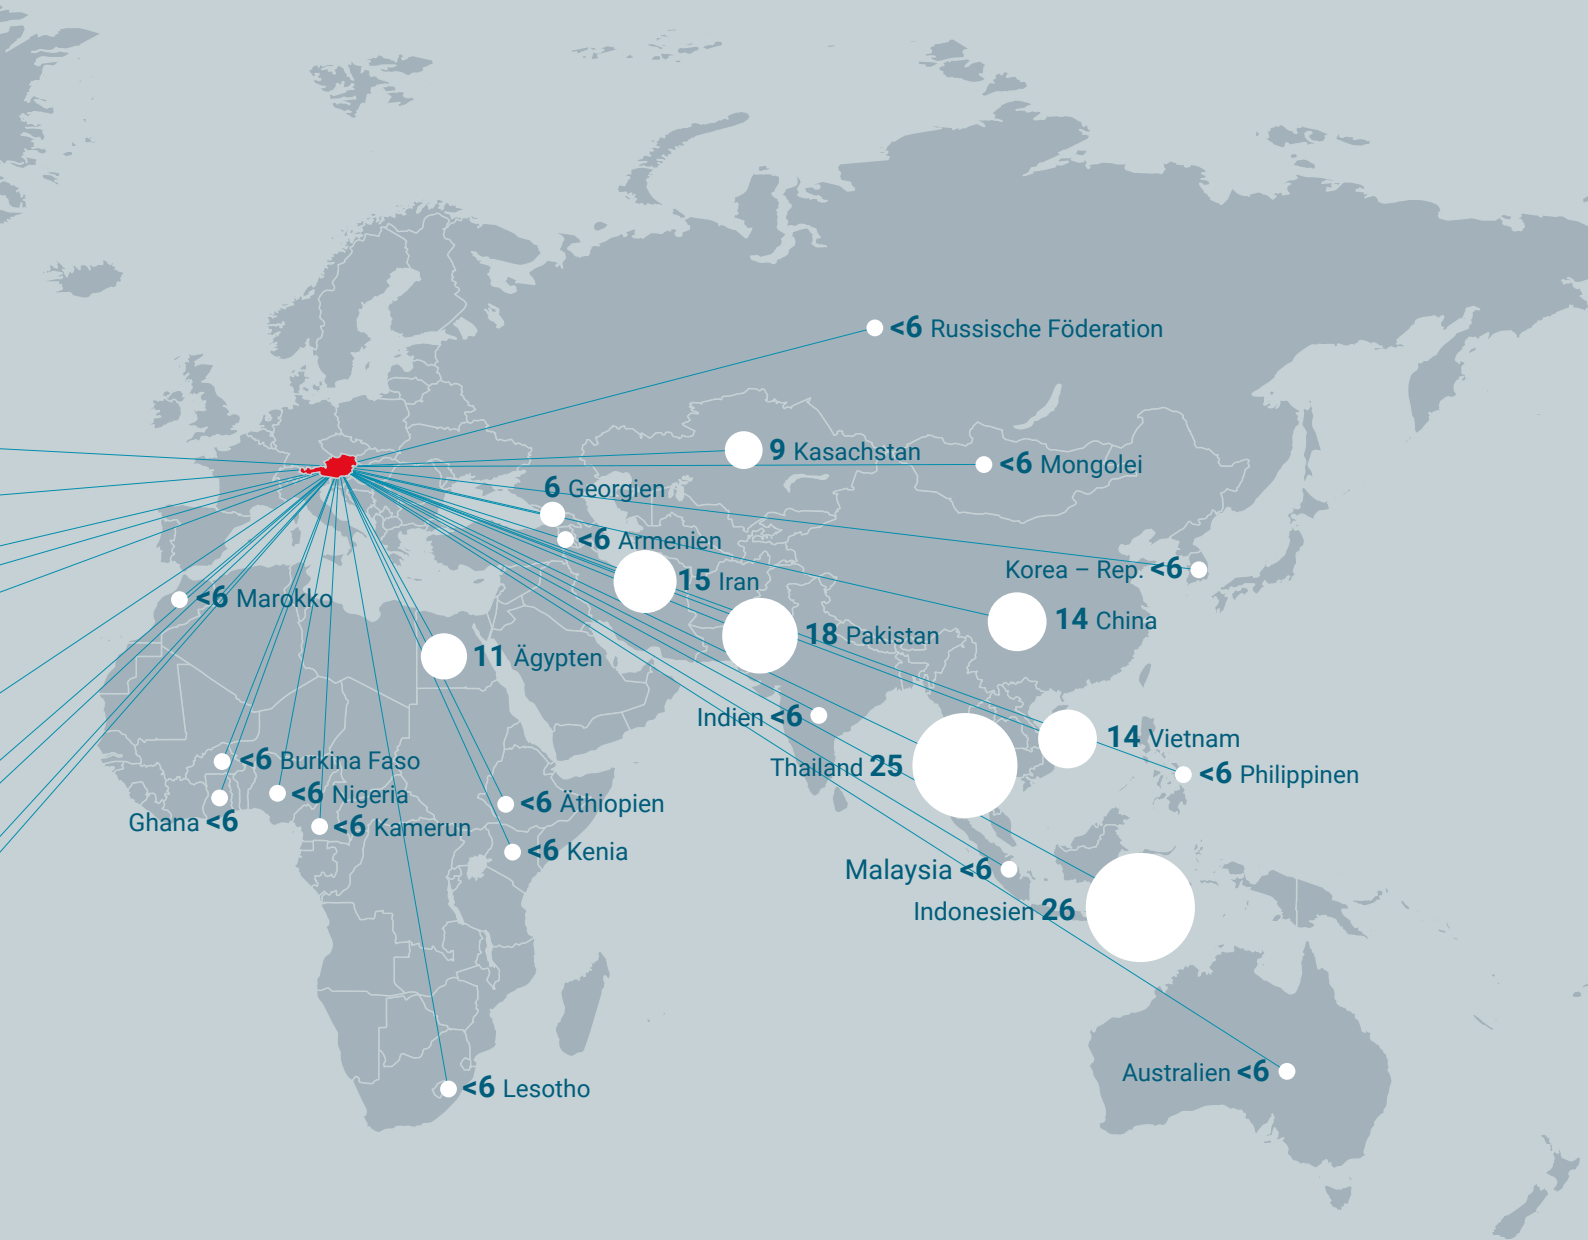 <6 Russische Föderation
9 Kasachstan
<6 Mongolei
6 Georgien
<6 Armenien
Korea – Rep. <6
15 Iran
<6 Marokko
14 China
18 Pakistan
11 Ägypten
Indien <6
14 Vietnam
<6 Burkina Faso
Thailand 25
<6 Philippinen
<6 Nigeria
<6 Äthiopien
Ghana <6
<6 Kamerun
<6 Kenia
Malaysia <6
Indonesien 26
Australien <6
<6 Lesotho